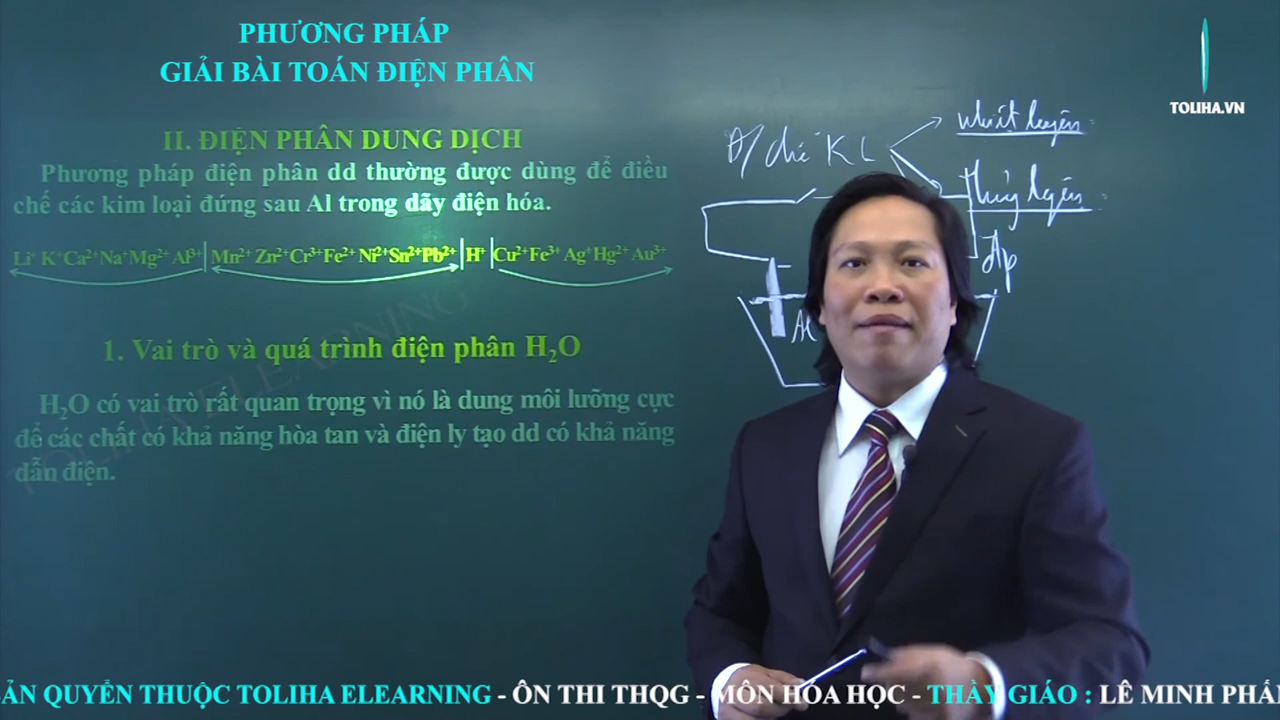 PHƯƠNG PHÁP
GIẢI BÀI TOÁN ĐIỆN PHÂN
TOLIHA.VN
II. ĐIỆN PHÂN DUNG DỊCH
Phương pháp điện phân dd thường được dùng để điều
chế các kim loại đứng sau Al trong dãy điện hóa.
Li⁺ K⁺Ca²⁺Na⁺Mg²⁺ Al³⁺ Mn²⁺ Zn²⁺Cr³⁺Fe²⁺ Ni²⁺Sn²⁺Pb²⁺ H⁺ Cu²⁺Fe³⁺ Ag⁺Hg²⁺ Au³⁺
1. Vai trò và quá trình điện phân H₂O
H₂O có vai trò rất quan trọng vì nó là dung môi lưỡng cực
để các chất có khả năng hòa tan và điện ly tạo dd có khả năng
dẫn điện.
Đ/chế KL
nhiệt luyện
thủy luyện
đp
TOLIHA ELEARNING
ẢN QUYỀN THUỘC TOLIHA ELEARNING - ÔN THI THQG - MÔN HÓA HỌC - THẦY GIÁO : LÊ MINH PHẤ